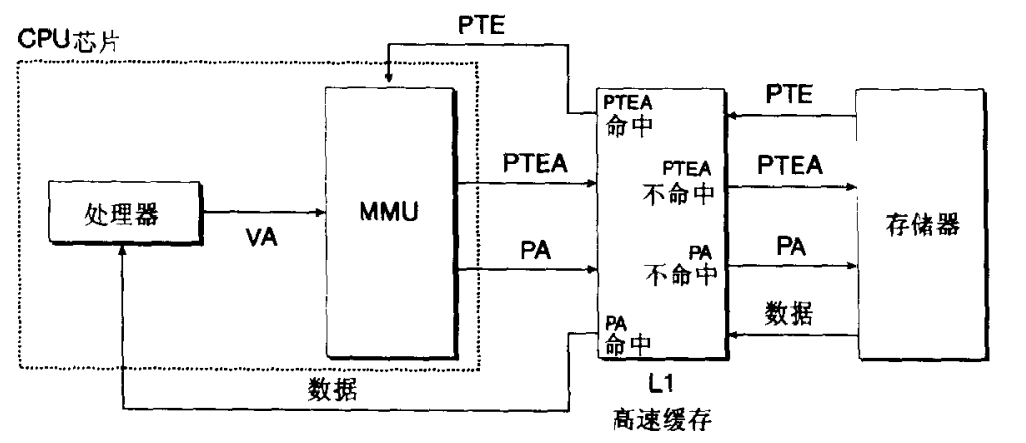 CPU芯片
PTE
处理器
VA
MMU
PTEA
PA
数据
PTEA
命中
PTEA
不命中
PA
不命中
PA
命中
L1
高速缓存
PTE
PTEA
PA
数据
存储器